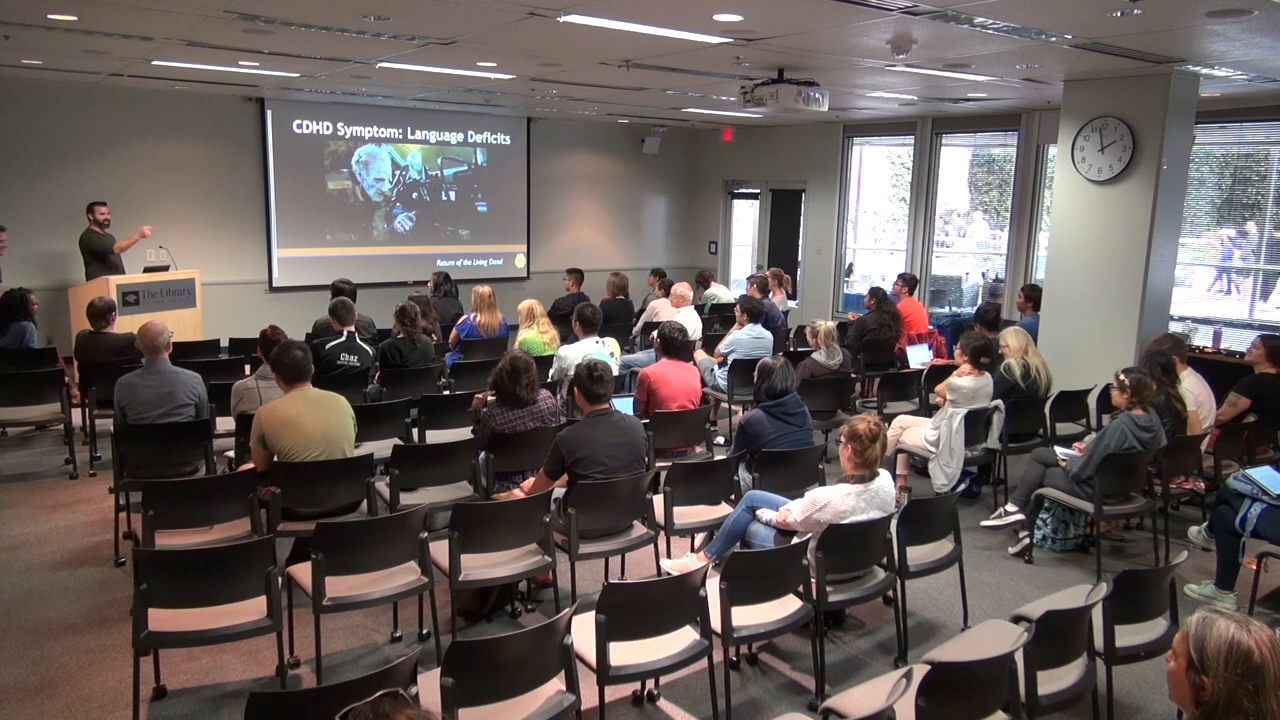 CDHD Symptom: Language Deficits
Return of the Living Dead
The Library
Chaz